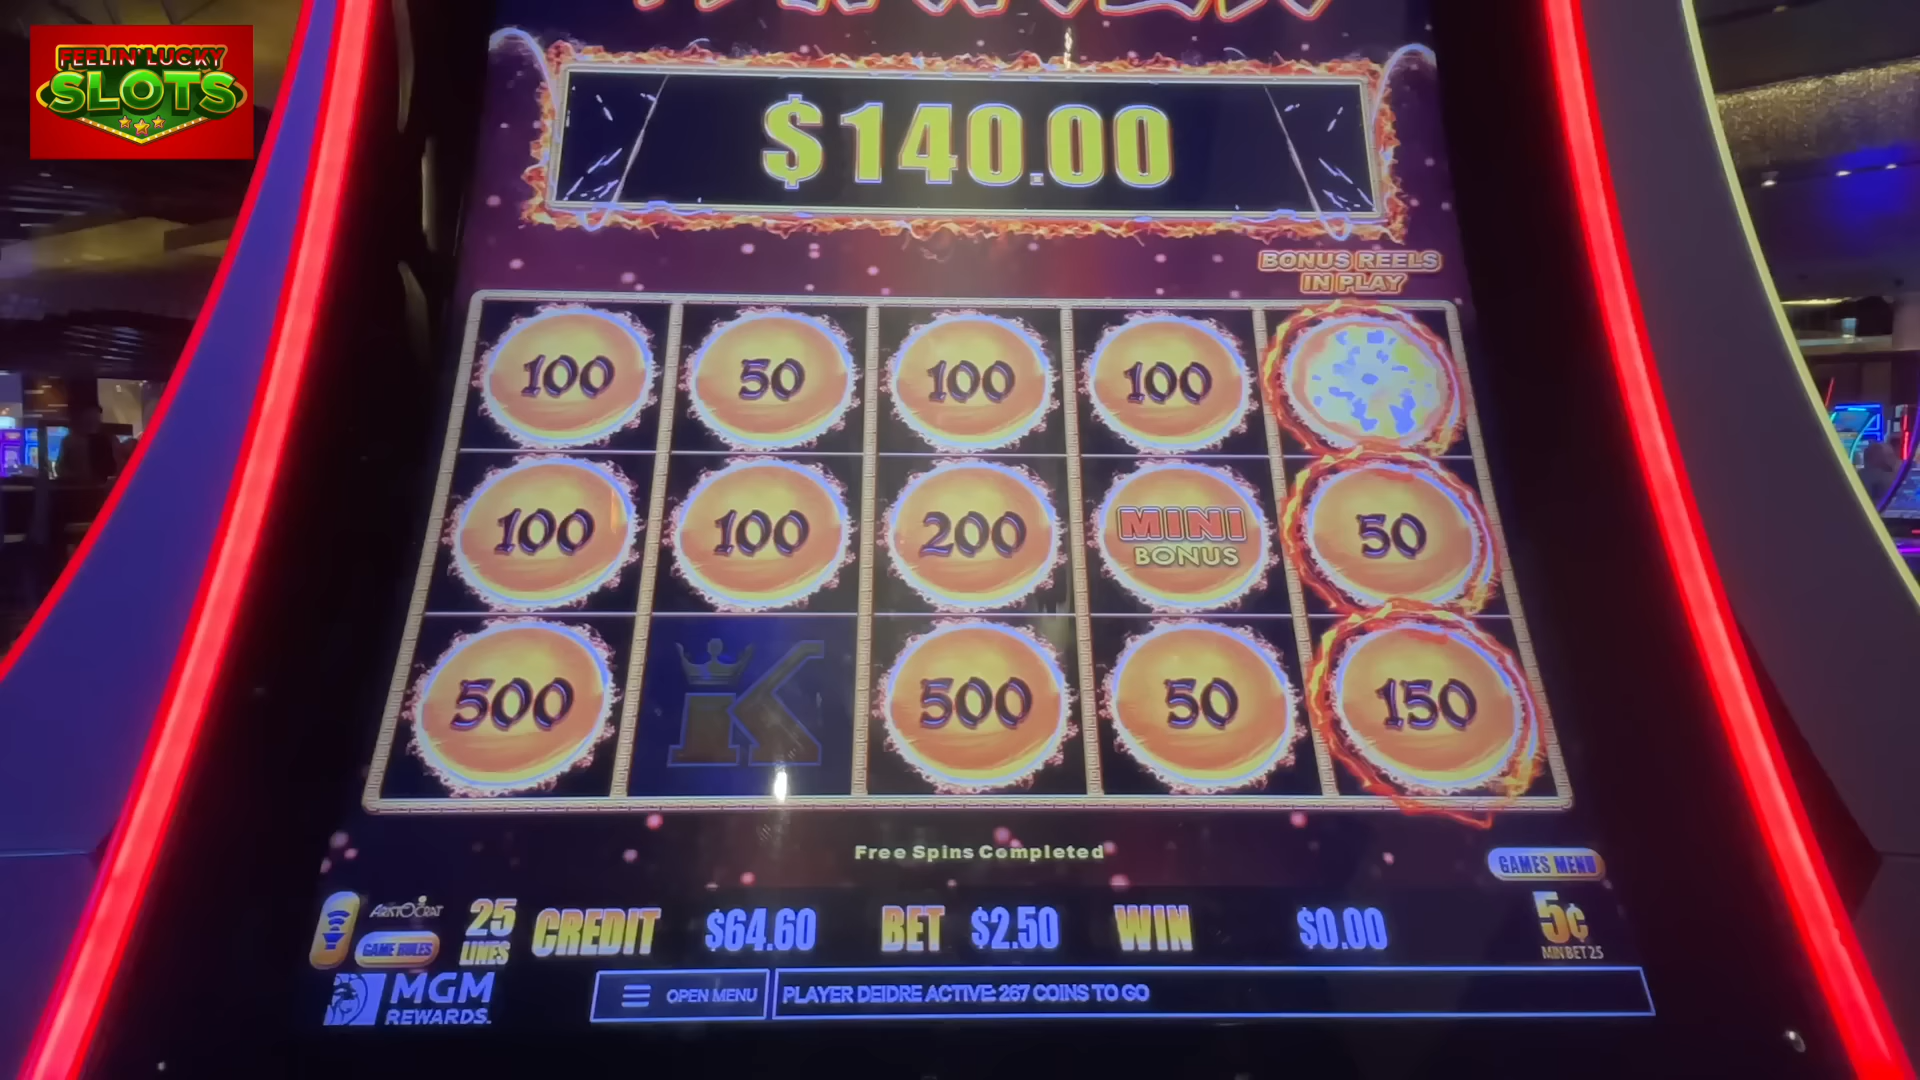 FEELIN' LUCKY
SLOTS
$140.00
BONUS REELS
IN PLAY
100 50 100 100
100 100 200 MINI BONUS 50
500 K 500 50 150
Free Spins Completed
GAMES MENU
ARISTOCRAT
GAME RULES
25
LINES
CREDIT $64.60 BET $2.50 WIN $0.00
5¢
MIN BET 25
MGM
REWARDS.
OPEN MENU
PLAYER DEIDRE ACTIVE: 267 COINS TO GO